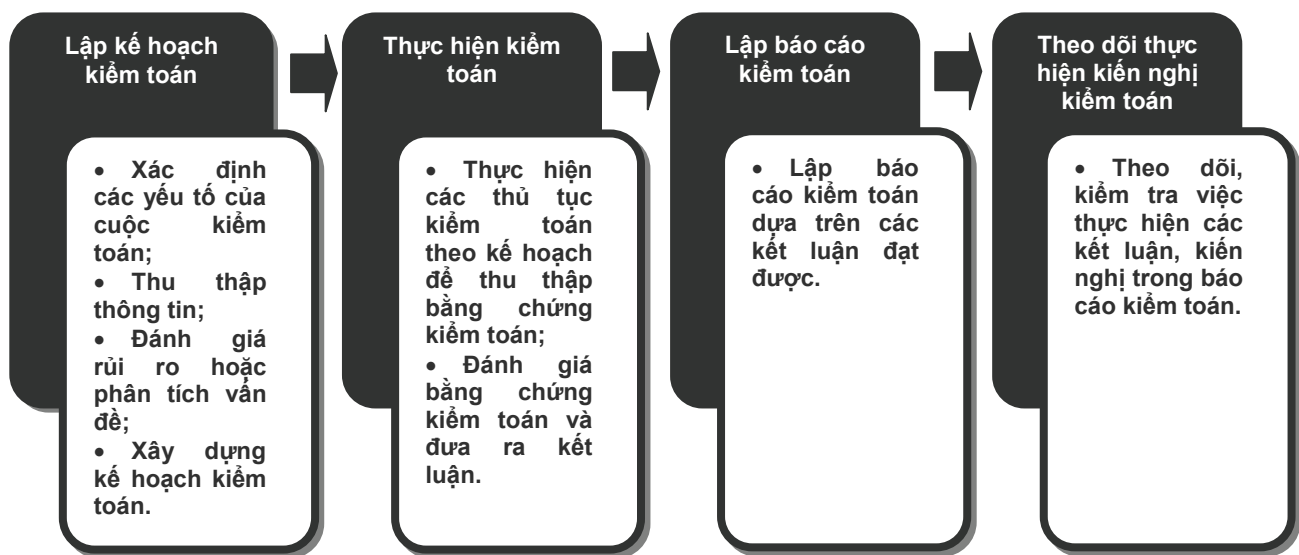 Lập kế hoạch
kiểm toán
• Xác định
các yếu tố của
cuộc kiểm
toán;
• Thu thập
thông tin;
• Đánh giá
rủi ro hoặc
phân tích vấn
đề;
• Xây dựng
kế hoạch kiểm
toán.
Thực hiện kiểm
toán
• Thực hiện
các thủ tục
kiểm toán
theo kế hoạch
để thu thập
bằng chứng
kiểm toán;
• Đánh giá
bằng chứng
kiểm toán và
đưa ra kết
luận.
Lập báo cáo
kiểm toán
• Lập báo
cáo kiểm toán
dựa trên các
kết luận đạt
được.
Theo dõi thực
hiện kiến nghị
kiểm toán
• Theo dõi,
kiểm tra việc
thực hiện các
kết luận, kiến
nghị trong báo
cáo kiểm toán.